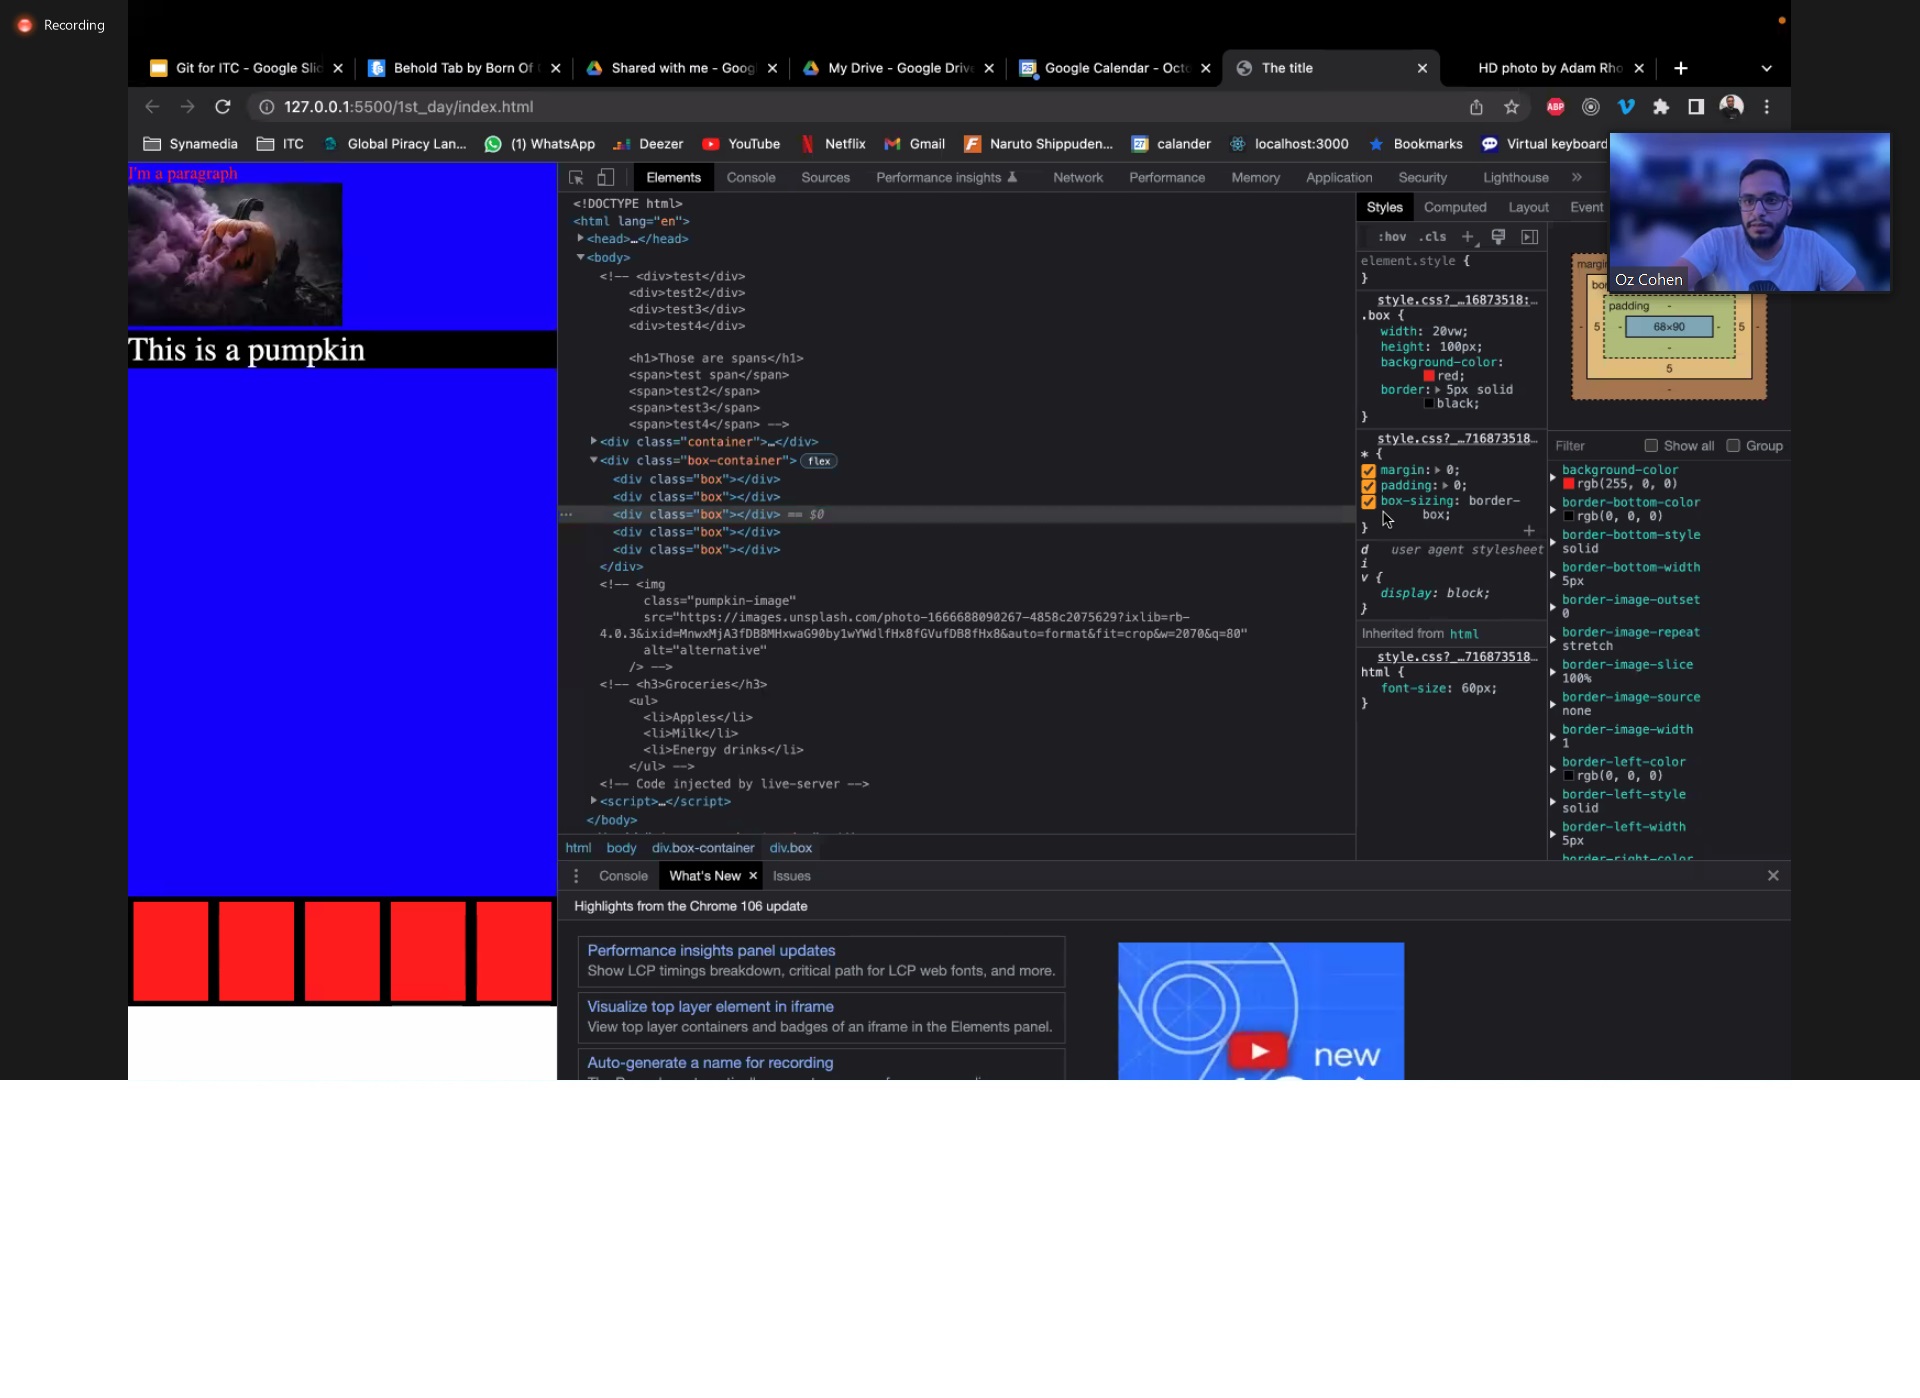 Recording
Git for ITC - Google Slic
Behold Tab by Born Of
Shared with me - Goog
My Drive - Google Drive
Google Calendar - Octo
The title
HD photo by Adam Rho
127.0.0.1:5500/1st_day/index.html
ABP
Synamedia
ITC
Global Piracy Lan...
(1) WhatsApp
Deezer
YouTube
Netflix
Gmail
Naruto Shippuden...
calander
localhost:3000
Bookmarks
Virtual keyboard
Oz Cohen
I'm a paragraph
This is a pumpkin
Elements Console Sources Performance insights Network Performance Memory Application Security Lighthouse »
<!DOCTYPE html>
<html lang="en">
<head>…</head>
<body>
<!-- <div>test</div>
<div>test2</div>
<div>test3</div>
<div>test4</div>
<h1>Those are spans</h1>
<span>test span</span>
<span>test2</span>
<span>test3</span>
<span>test4</span> -->
<div class="container">…</div>
<div class="box-container"> flex
<div class="box"></div>
<div class="box"></div>
<div class="box"></div> == $0
<div class="box"></div>
<div class="box"></div>
</div>
<!-- <img
class="pumpkin-image"
src="https://images.unsplash.com/photo-1666688090267-4858c2075629?ixlib=rb-
4.0.3&ixid=MnwxMjA3fDB8MHxwaG90by1wYWdlfHx8fGVufDB8fHx8&auto=format&fit=crop&w=2070&q=80"
alt="alternative"
/> -->
<!-- <h3>Groceries</h3>
<ul>
<li>Apples</li>
<li>Milk</li>
<li>Energy drinks</li>
</ul> -->
<!-- Code injected by live-server -->
<script>…</script>
</body>
html body div.box-container div.box
Styles Computed Layout Event
:hov .cls +
element.style {
}
style.css?_…16873518:…
.box {
width: 20vw;
height: 100px;
background-color:
red;
border: 5px solid
black;
}
style.css?_…716873518…
* {
margin: 0;
padding: 0;
box-sizing: border-
box;
}
d user agent stylesheet
i
v {
display: block;
}
Inherited from html
style.css?_…716873518…
html {
font-size: 60px;
}
margin
bor
padding -
- 5 - 68×90 - 5 -
-
5
-
Filter Show all Group
background-color
rgb(255, 0, 0)
border-bottom-color
rgb(0, 0, 0)
border-bottom-style
solid
border-bottom-width
5px
border-image-outset
0
border-image-repeat
stretch
border-image-slice
100%
border-image-source
none
border-image-width
1
border-left-color
rgb(0, 0, 0)
border-left-style
solid
border-left-width
5px
border-right-color
Console What's New Issues
Highlights from the Chrome 106 update
Performance insights panel updates
Show LCP timings breakdown, critical path for LCP web fonts, and more.
Visualize top layer element in iframe
View top layer containers and badges of an iframe in the Elements panel.
Auto-generate a name for recording
new